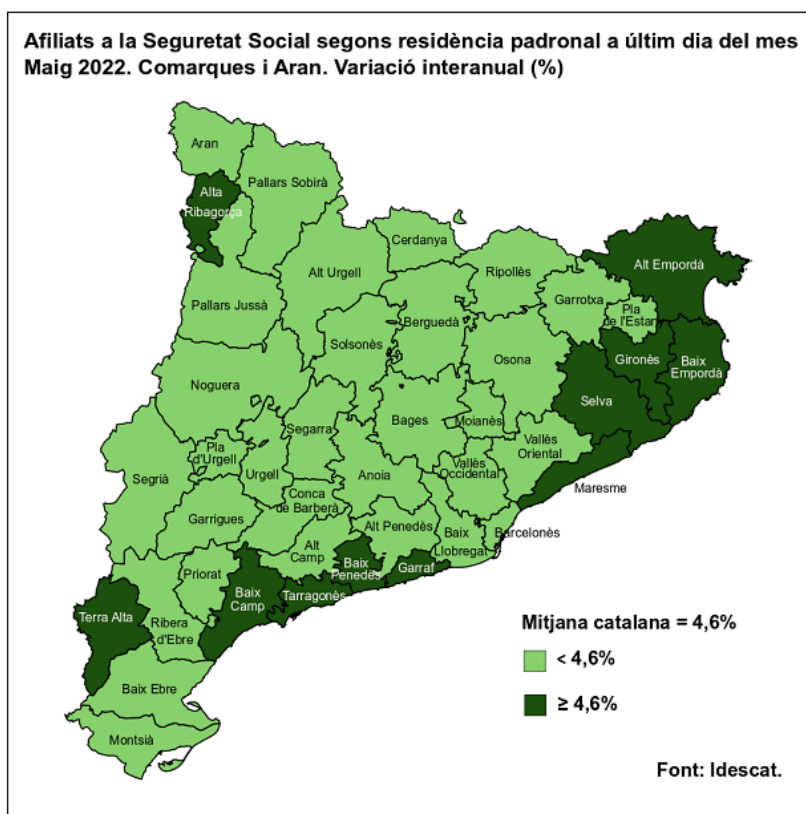 Afiliats a la Seguretat Social segons residència padronal a últim dia del mes
Maig 2022. Comarques i Aran. Variació interanual (%)
Aran
Alta
Ribagorça
Pallars Sobirà
Cerdanya
Alt Urgell
Ripollès
Alt Empordà
Garrotxa
Pallars Jussà
Pla
de l'Estany
Berguedà
Solsonès
Osona
Gironès
Baix
Empordà
Noguera
Selva
Bages
Moianès
Segarra
Vallès
Oriental
Pla
d'Urgell
Segrià
Urgell
Anoia
Vallès
Occidental
Maresme
Conca
de Barberà
Garrigues
Alt Penedès
Baix
Llobregat
Barcelonès
Alt
Camp
Baix
Penedès
Garraf
Priorat
Baix
Camp
Tarragonès
Terra Alta
Ribera
d'Ebre
Baix Ebre
Montsià
Mitjana catalana = 4,6%
< 4,6%
≥ 4,6%
Font: Idescat.